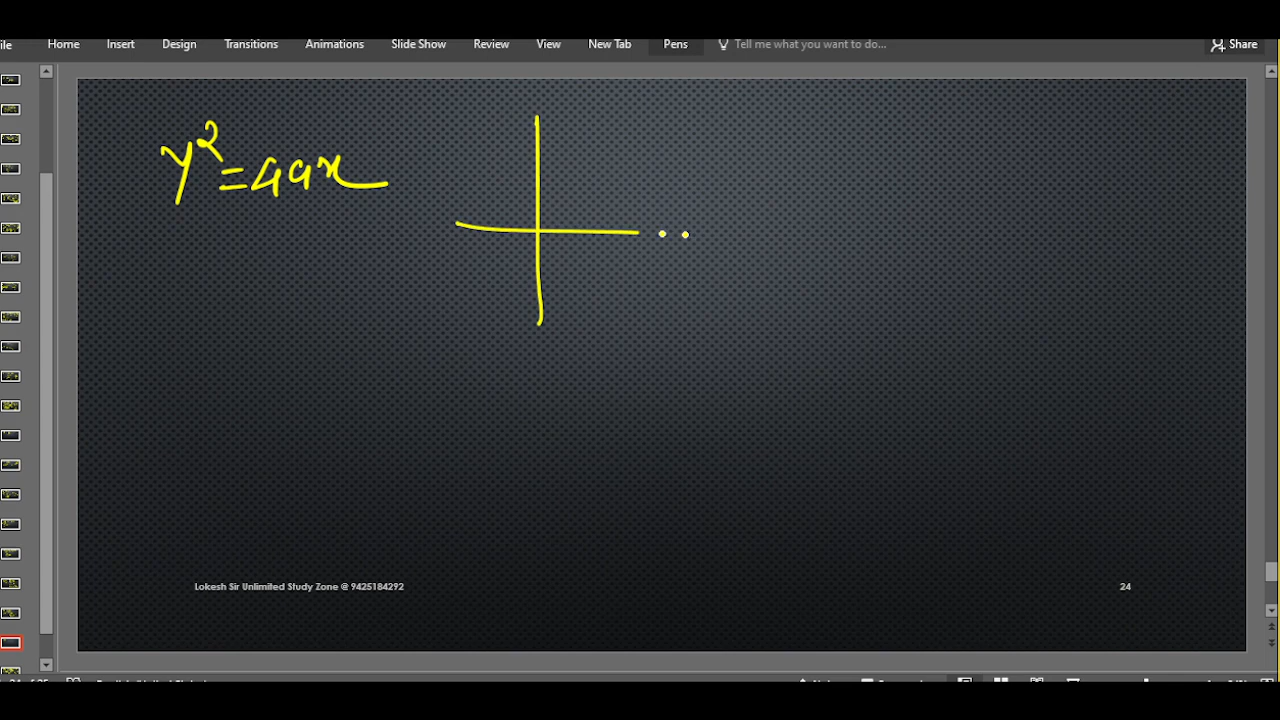 ile Home Insert Design Transitions Animations Slide Show Review View New Tab Pens Tell me what you want to do... Share
y²=4ax
Lokesh Sir Unlimited Study Zone @ 9425184292 24